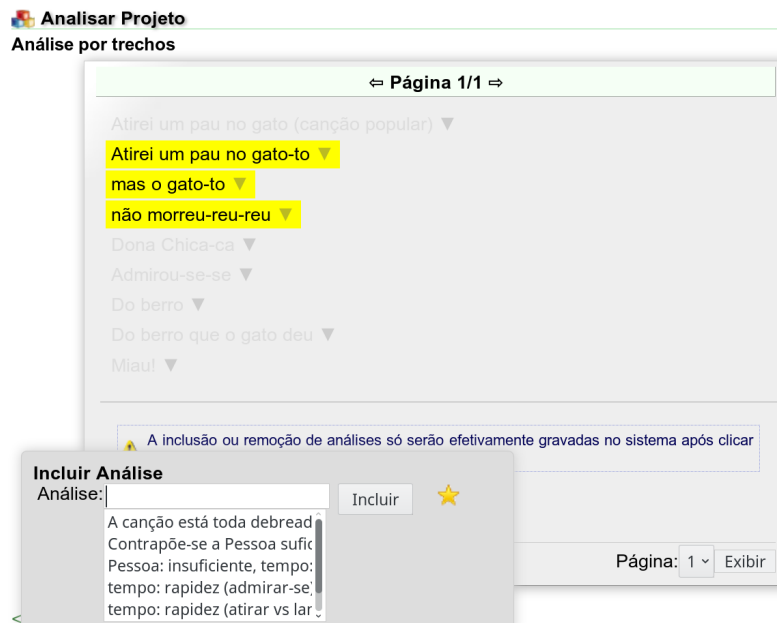 Analisar Projeto
Análise por trechos
⇦ Página 1/1 ⇨
Atirei um pau no gato (canção popular) ▼
Atirei um pau no gato-to ▼
mas o gato-to ▼
não morreu-reu-reu ▼
Dona Chica-ca ▼
Admirou-se-se ▼
Do berro ▼
Do berro que o gato deu ▼
Miau! ▼
A inclusão ou remoção de análises só serão efetivamente gravadas no sistema após clicar
Incluir Análise
Análise: Incluir
A canção está toda debread
Contrapõe-se a Pessoa sufic
Pessoa: insuficiente, tempo:
tempo: rapidez (admirar-se)
tempo: rapidez (atirar vs lar
Página: 1 Exibir
<